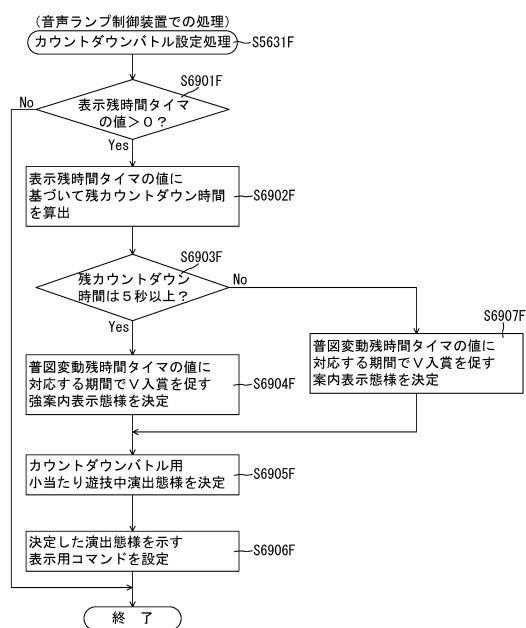 (音声ランプ制御装置での処理)
カウントダウンバトル設定処理
S5631F
S6901F
表示残時間タイマ
の値>0?
No
Yes
表示残時間タイマの値に
基づいて残カウントダウン時間
を算出
S6902F
S6903F
残カウントダウン
時間は5秒以上?
No
Yes
S6907F
普図変動残時間タイマの値に
対応する期間でV入賞を促す
案内表示態様を決定
普図変動残時間タイマの値に
対応する期間でV入賞を促す
強案内表示態様を決定
S6904F
カウントダウンバトル用
小当たり遊技中演出態様を決定
S6905F
決定した演出態様を示す
表示用コマンドを設定
S6906F
終 了